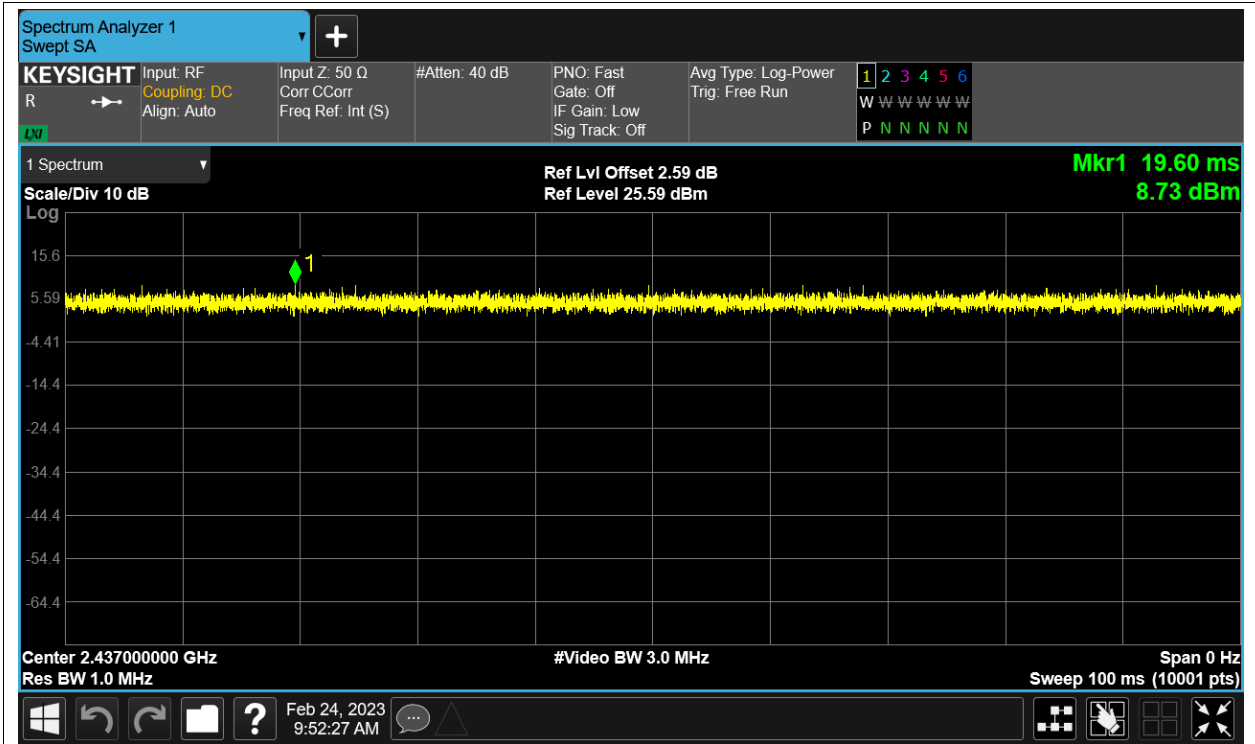 Spectrum Analyzer 1
Swept SA
KEYSIGHT
R
LXI
Input: RF
Coupling: DC
Align: Auto
Input Z: 50 Ω
Corr CCorr
Freq Ref: Int (S)
#Atten: 40 dB
PNO: Fast
Gate: Off
IF Gain: Low
Sig Track: Off
Avg Type: Log-Power
Trig: Free Run
1 2 3 4 5 6
W W W W W W
P N N N N N
1 Spectrum
Scale/Div 10 dB
Log
Ref Lvl Offset 2.59 dB
Ref Level 25.59 dBm
Mkr1 19.60 ms
8.73 dBm
15.6
1
5.59
-4.41
-14.4
-24.4
-34.4
-44.4
-54.4
-64.4
Center 2.437000000 GHz
#Video BW 3.0 MHz
Span 0 Hz
Res BW 1.0 MHz
Sweep 100 ms (10001 pts)
?
Feb 24, 2023
9:52:27 AM